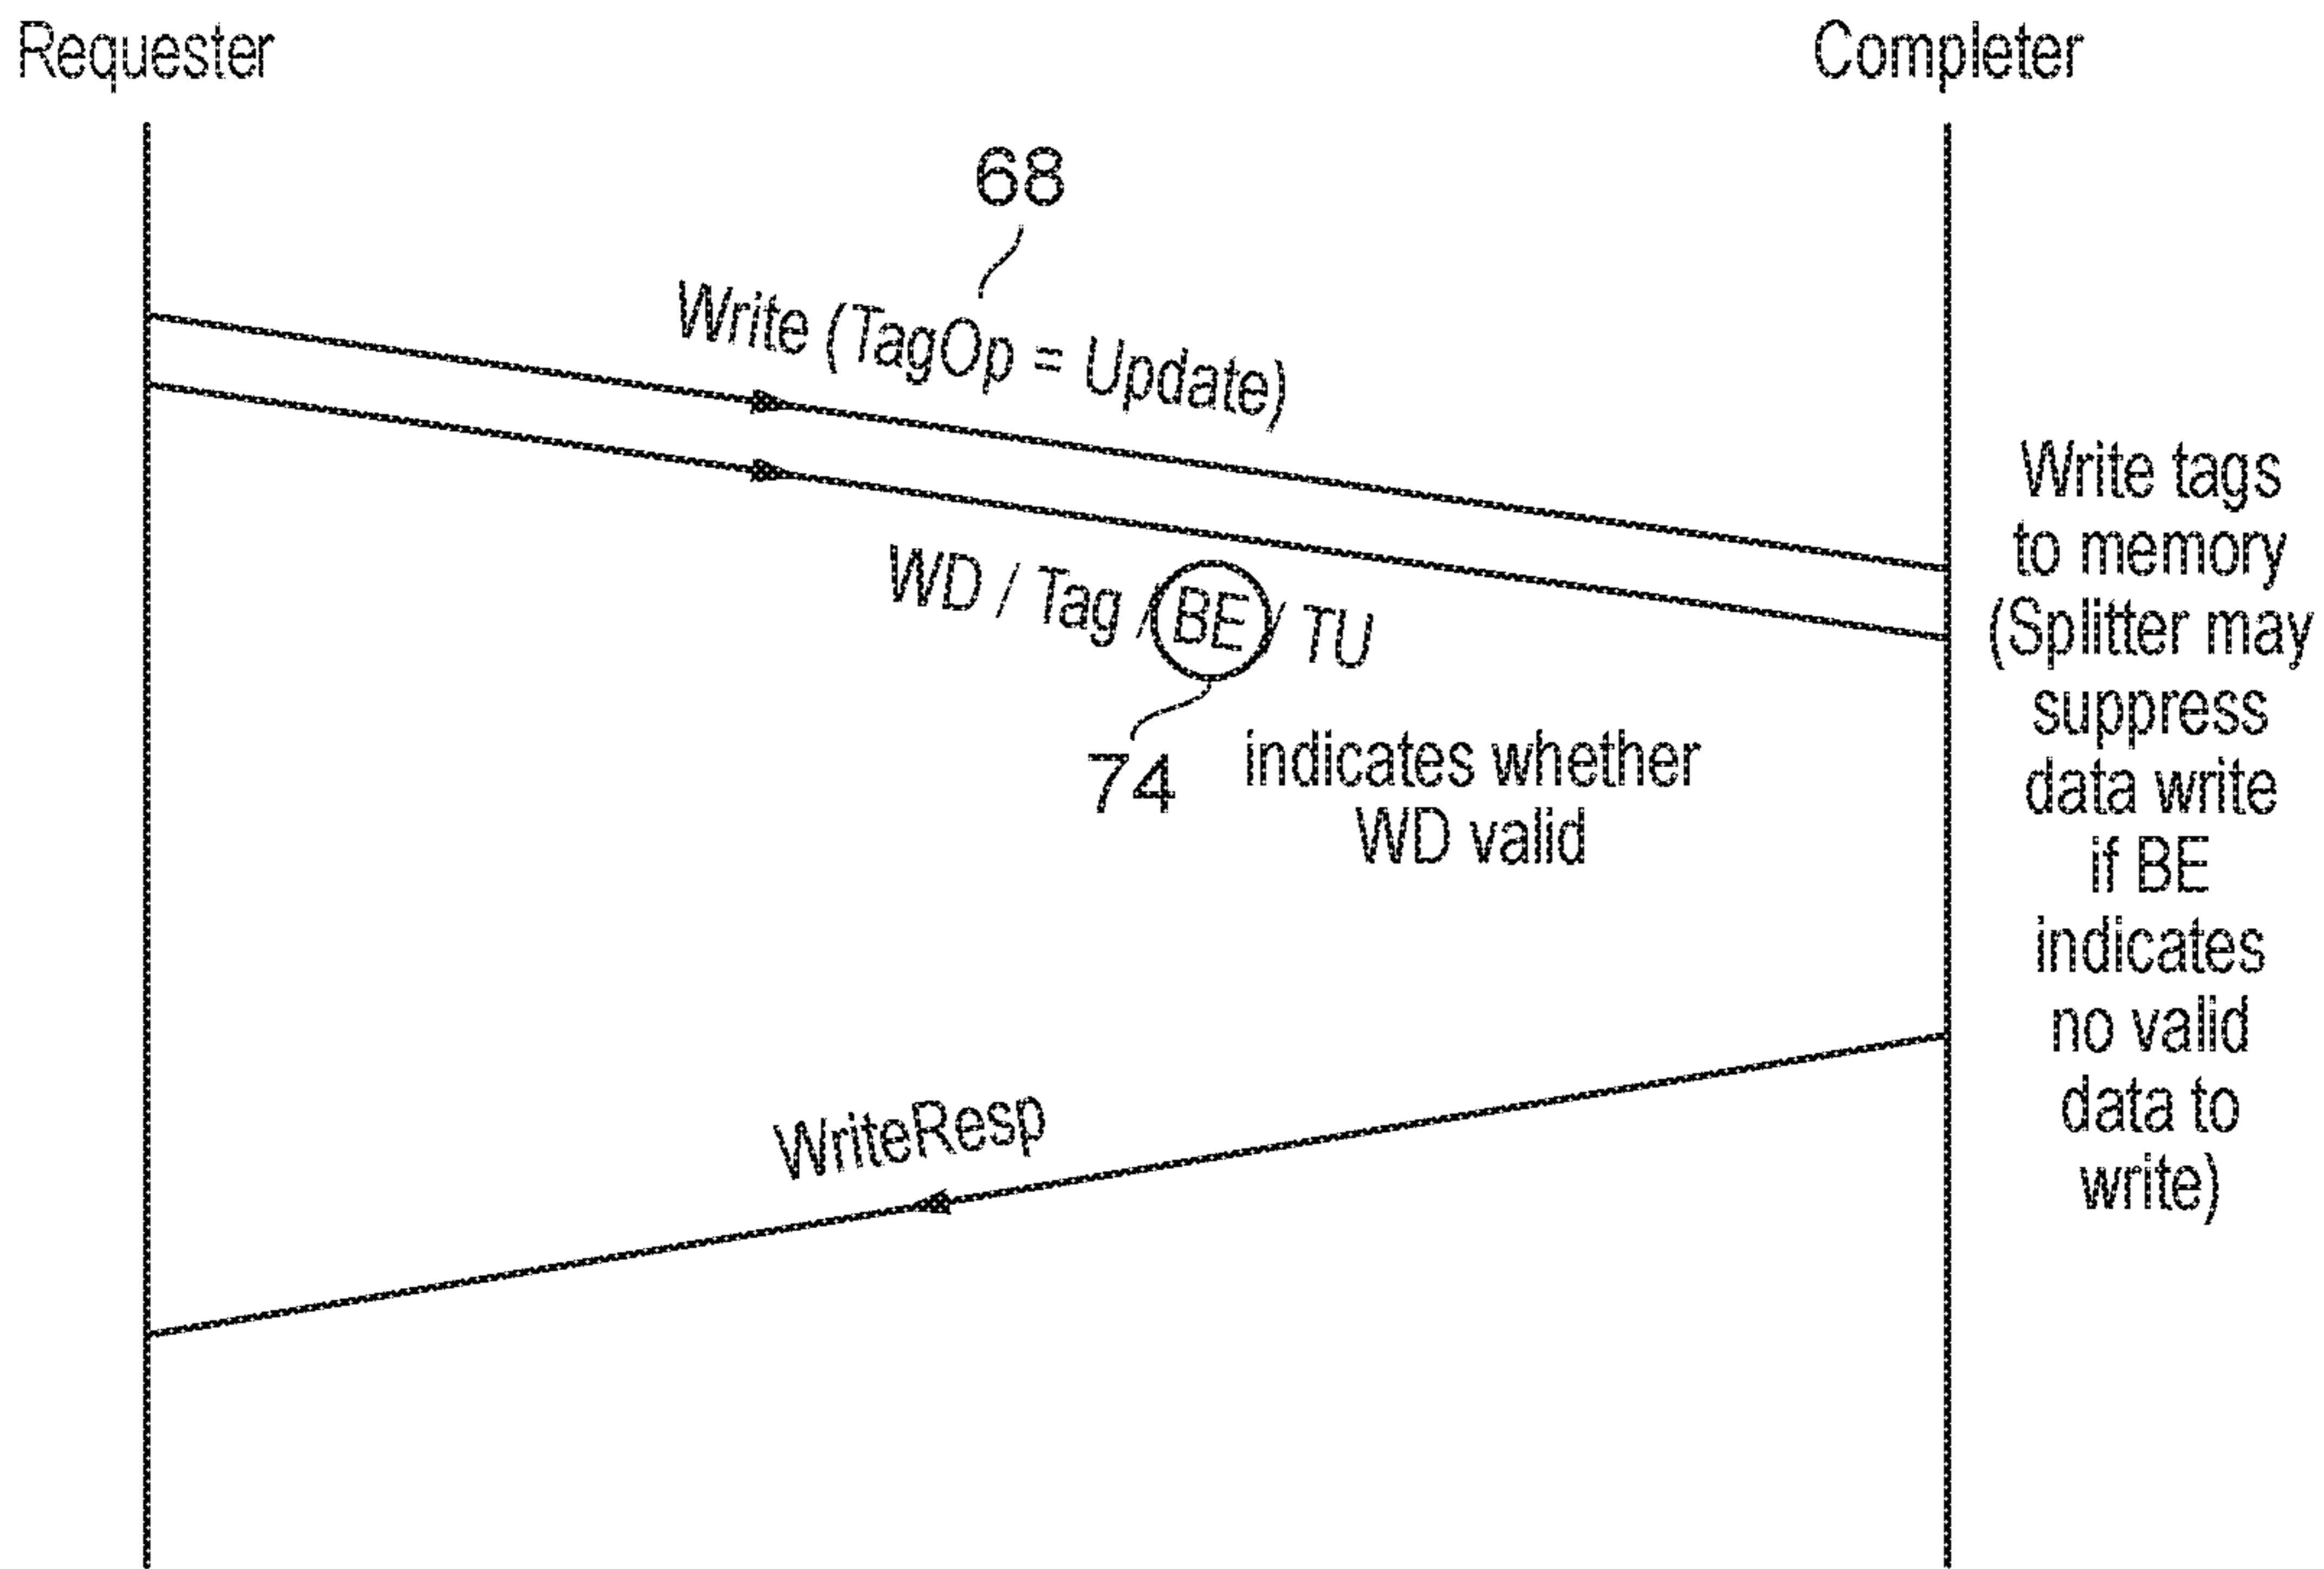 Requester
Completer
68
Write (TagOp = Update)
WD / Tag / BE / TU
74
indicates whether
WD valid
Write tags
to memory
(Splitter may
suppress
data write
if BE
indicates
no valid
data to
write)
WriteResp